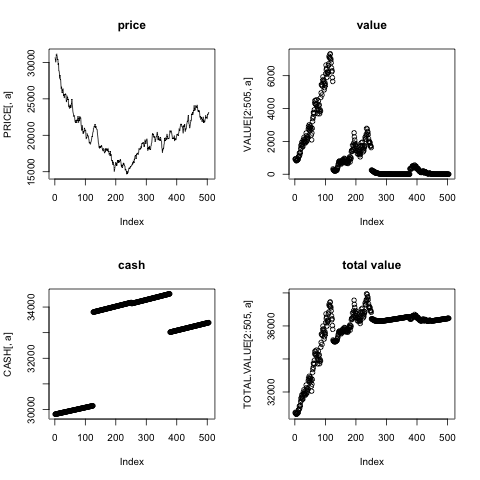 price
PRICE[, a]
15000 20000 25000 30000
0 100 200 300 400 500
Index
value
VALUE[2:505, a]
0 2000 4000 6000
0 100 200 300 400 500
Index
cash
CASH[, a]
30000 32000 34000
0 100 200 300 400 500
Index
total value
TOTAL.VALUE[2:505, a]
32000 36000
0 100 200 300 400 500
Index